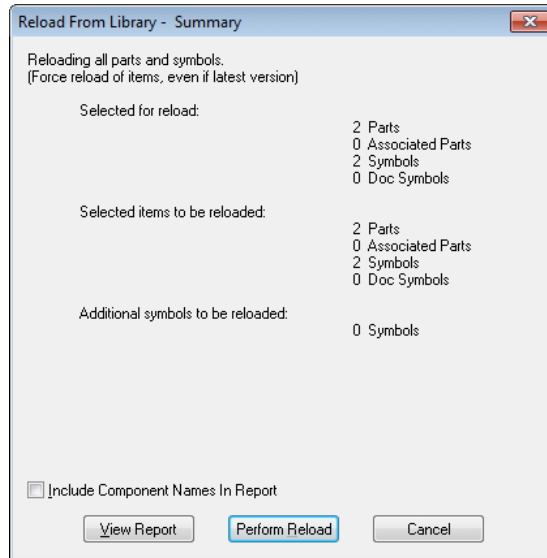 Reload From Library - Summary
Reloading all parts and symbols.
(Force reload of items, even if latest version)
Selected for reload:
2 Parts
0 Associated Parts
2 Symbols
0 Doc Symbols
Selected items to be reloaded:
2 Parts
0 Associated Parts
2 Symbols
0 Doc Symbols
Additional symbols to be reloaded:
0 Symbols
Include Component Names In Report
View Report Perform Reload Cancel